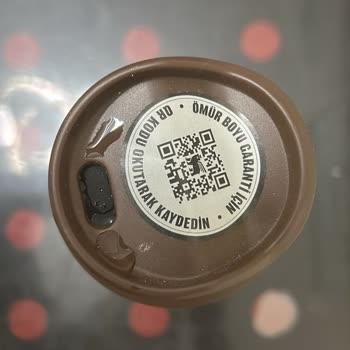 ÖMÜR BOYU GARANTİ İÇİN
QR KODU OKUTARAK KAYDEDİN